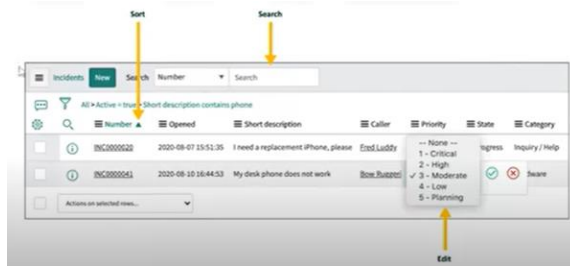 Sort Search
Incidents New Search Number Search
All > Active = true > Short description contains phone
Number Opened Short description Caller Priority State Category
INC0000020 2020-08-07 15:51:35 I need a replacement iPhone, please Fred Luddy -- None -- rogress Inquiry / Help
1 - Critical
2 - High
INC0000041 2020-08-10 16:44:53 My desk phone does not work Bow Ruggeri 3 - Moderate tware
4 - Low
5 - Planning
Actions on selected rows...
Edit